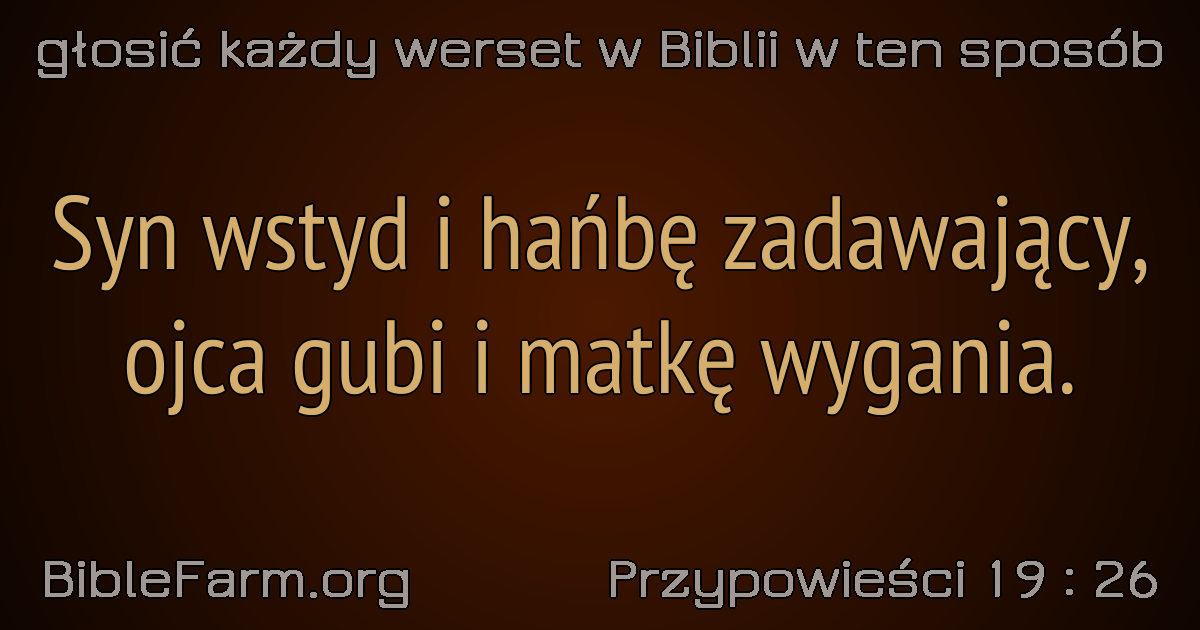 głosić każdy werset w Biblii w ten sposób
Syn wstyd i hańbę zadawający,
ojca gubi i matkę wygania.
BibleFarm.org
Przypowieści 19 : 26